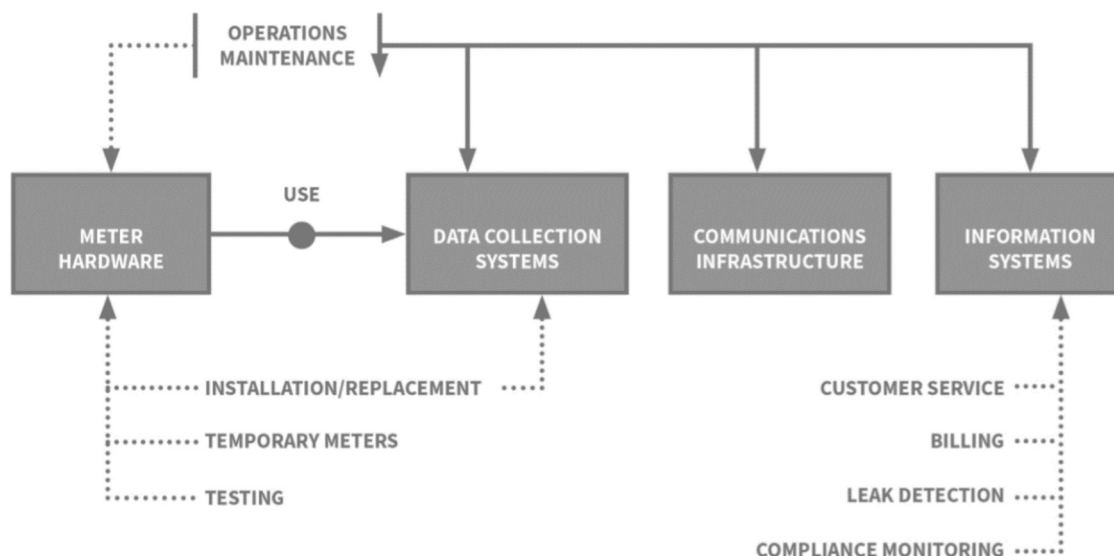 OPERATIONS
MAINTENANCE
USE
METER
HARDWARE
DATA COLLECTION
SYSTEMS
COMMUNICATIONS
INFRASTRUCTURE
INFORMATION
SYSTEMS
INSTALLATION/REPLACEMENT
TEMPORARY METERS
TESTING
CUSTOMER SERVICE
BILLING
LEAK DETECTION
COMPLIANCE MONITORING